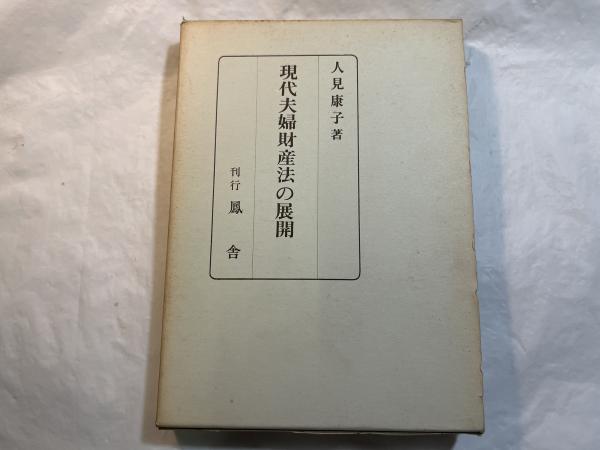 人見康子著
現代夫婦財産法の展開
刊行 鳳舎